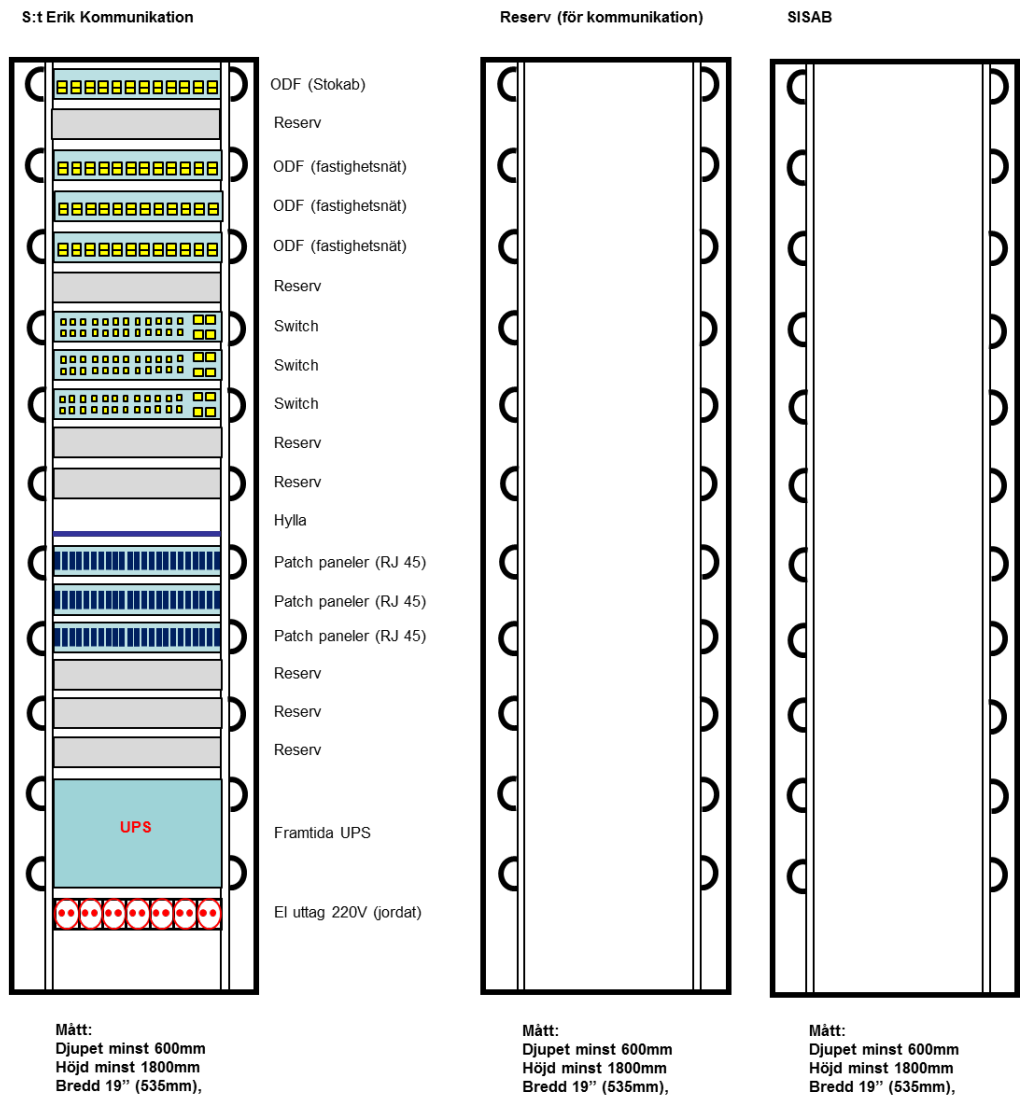 S:t Erik Kommunikation
Reserv (för kommunikation)
SISAB
ODF (Stokab)
Reserv
ODF (fastighetsnät)
ODF (fastighetsnät)
ODF (fastighetsnät)
Reserv
Switch
Switch
Switch
Reserv
Reserv
Hylla
Patch paneler (RJ 45)
Patch paneler (RJ 45)
Patch paneler (RJ 45)
Reserv
Reserv
Reserv
UPS
Framtida UPS
El uttag 220V (jordat)
Mått:
Djupet minst 600mm
Höjd minst 1800mm
Bredd 19” (535mm),
Mått:
Djupet minst 600mm
Höjd minst 1800mm
Bredd 19” (535mm),
Mått:
Djupet minst 600mm
Höjd minst 1800mm
Bredd 19” (535mm),